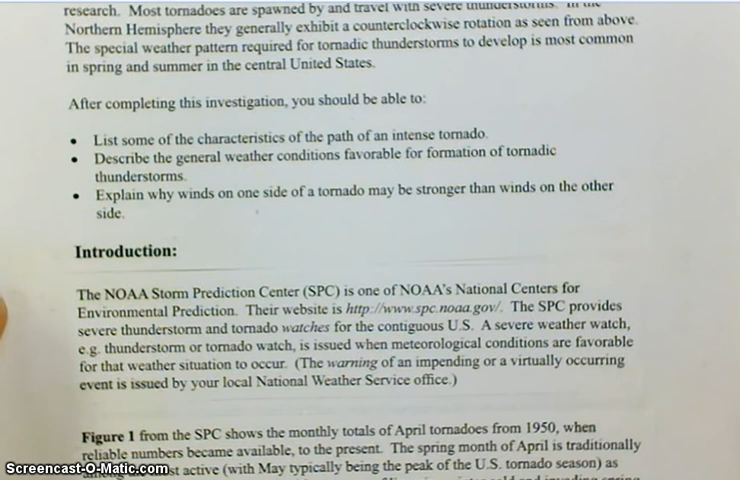 research. Most tornadoes are spawned by and travel with severe thunderstorms. In the
Northern Hemisphere they generally exhibit a counterclockwise rotation as seen from above.
The special weather pattern required for tornadic thunderstorms to develop is most common
in spring and summer in the central United States.
After completing this investigation, you should be able to:
• List some of the characteristics of the path of an intense tornado.
• Describe the general weather conditions favorable for formation of tornadic
thunderstorms.
• Explain why winds on one side of a tornado may be stronger than winds on the other
side.
Introduction:
The NOAA Storm Prediction Center (SPC) is one of NOAA's National Centers for
Environmental Prediction. Their website is http://www.spc.noaa.gov/. The SPC provides
severe thunderstorm and tornado watches for the contiguous U.S. A severe weather watch,
e.g. thunderstorm or tornado watch, is issued when meteorological conditions are favorable
for that weather situation to occur. (The warning of an impending or a virtually occurring
event is issued by your local National Weather Service office.)
Figure 1 from the SPC shows the monthly totals of April tornadoes from 1950, when
reliable numbers became available, to the present. The spring month of April is traditionally
active (with May typically being the peak of the U.S. tornado season) as
Screencast-O-Matic.com